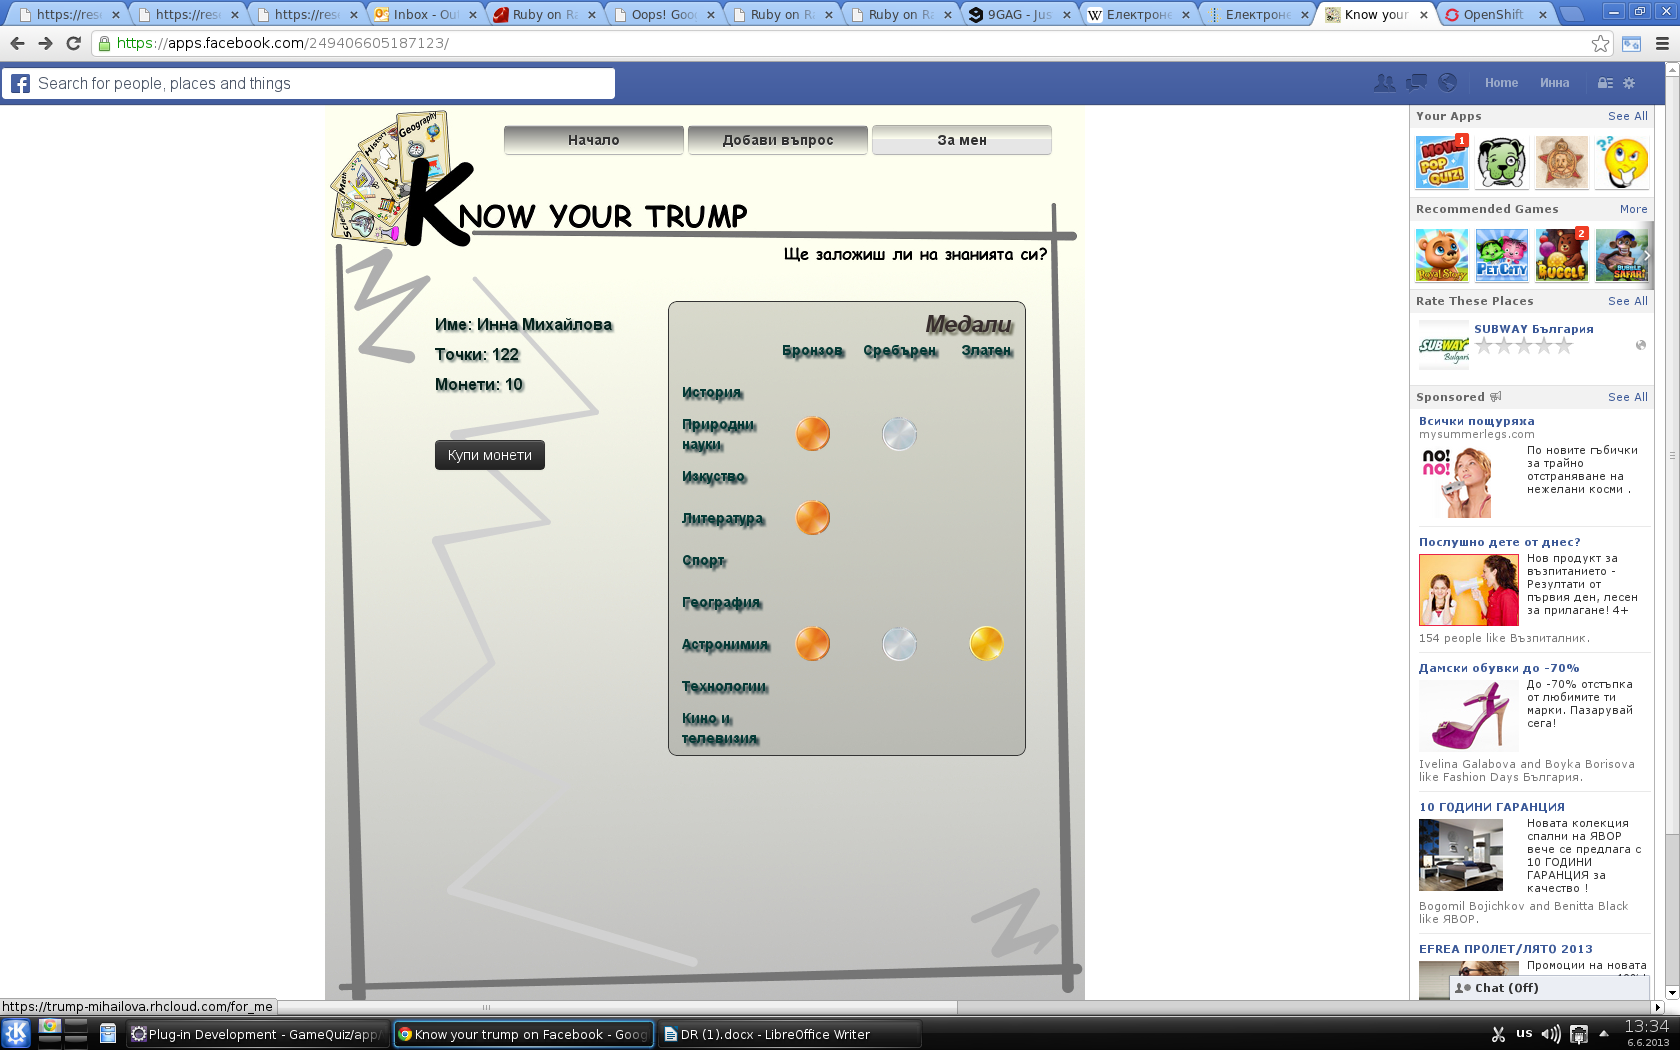 https://rese
https://rese
https://rese
Inbox - Ou
Ruby on Ra
Oops! Goo
Ruby on Ra
Ruby on Ra
9GAG - Jus
Електроне
Електроне
Know your
OpenShift
https://apps.facebook.com/249406605187123/
Search for people, places and things
Home
Инна
Начало
Добави въпрос
За мен
Geography
History
Math
Science
KNOW YOUR TRUMP
Ще заложиш ли на знанията си?
Име: Инна Михайлова
Точки: 122
Монети: 10
Купи монети
Медали
Бронзов Сребърен Златен
История
Природни
науки
Изкуство
Литература
Спорт
География
Астронимия
Технологии
Кино и
телевизия
Your Apps See All
MOVIE POP QUIZ! 1
Recommended Games More
Royal Story
PET CITY
BUGGLE 2
BUBBLE SAFARI
Rate These Places See All
SUBWAY България
SUBWAY
Bulgaria
Sponsored See All
Всички пощуряха
mysummerlegs.com
no!
no!
По новите гъбички
за трайно
отстраняване на
нежелани косми .
Послушно дете от днес?
Нов продукт за
възпитанието -
Резултати от
първия ден, лесен
за прилагане! 4+
154 people like Възпиталник.
Дамски обувки до -70%
До -70% отстъпка
от любимите ти
марки. Пазарувай
сега!
Ivelina Galabova and Boyka Borisova
like Fashion Days България.
10 ГОДИНИ ГАРАНЦИЯ
Новата колекция
спални на ЯВОР
вече се предлага с
10 ГОДИНИ
ГАРАНЦИЯ за
качество !
Bogomil Bojichkov and Benitta Black
like ЯВОР.
EFREA ПРОЛЕТ/ЛЯТО 2013
Промоции на новата
Chat (Off)
https://trump-mihailova.rhcloud.com/for_me
Plug-in Development - GameQuiz/app/
Know your trump on Facebook - Goog
DR (1).docx - LibreOffice Writer
us
13:34
6.6.2013